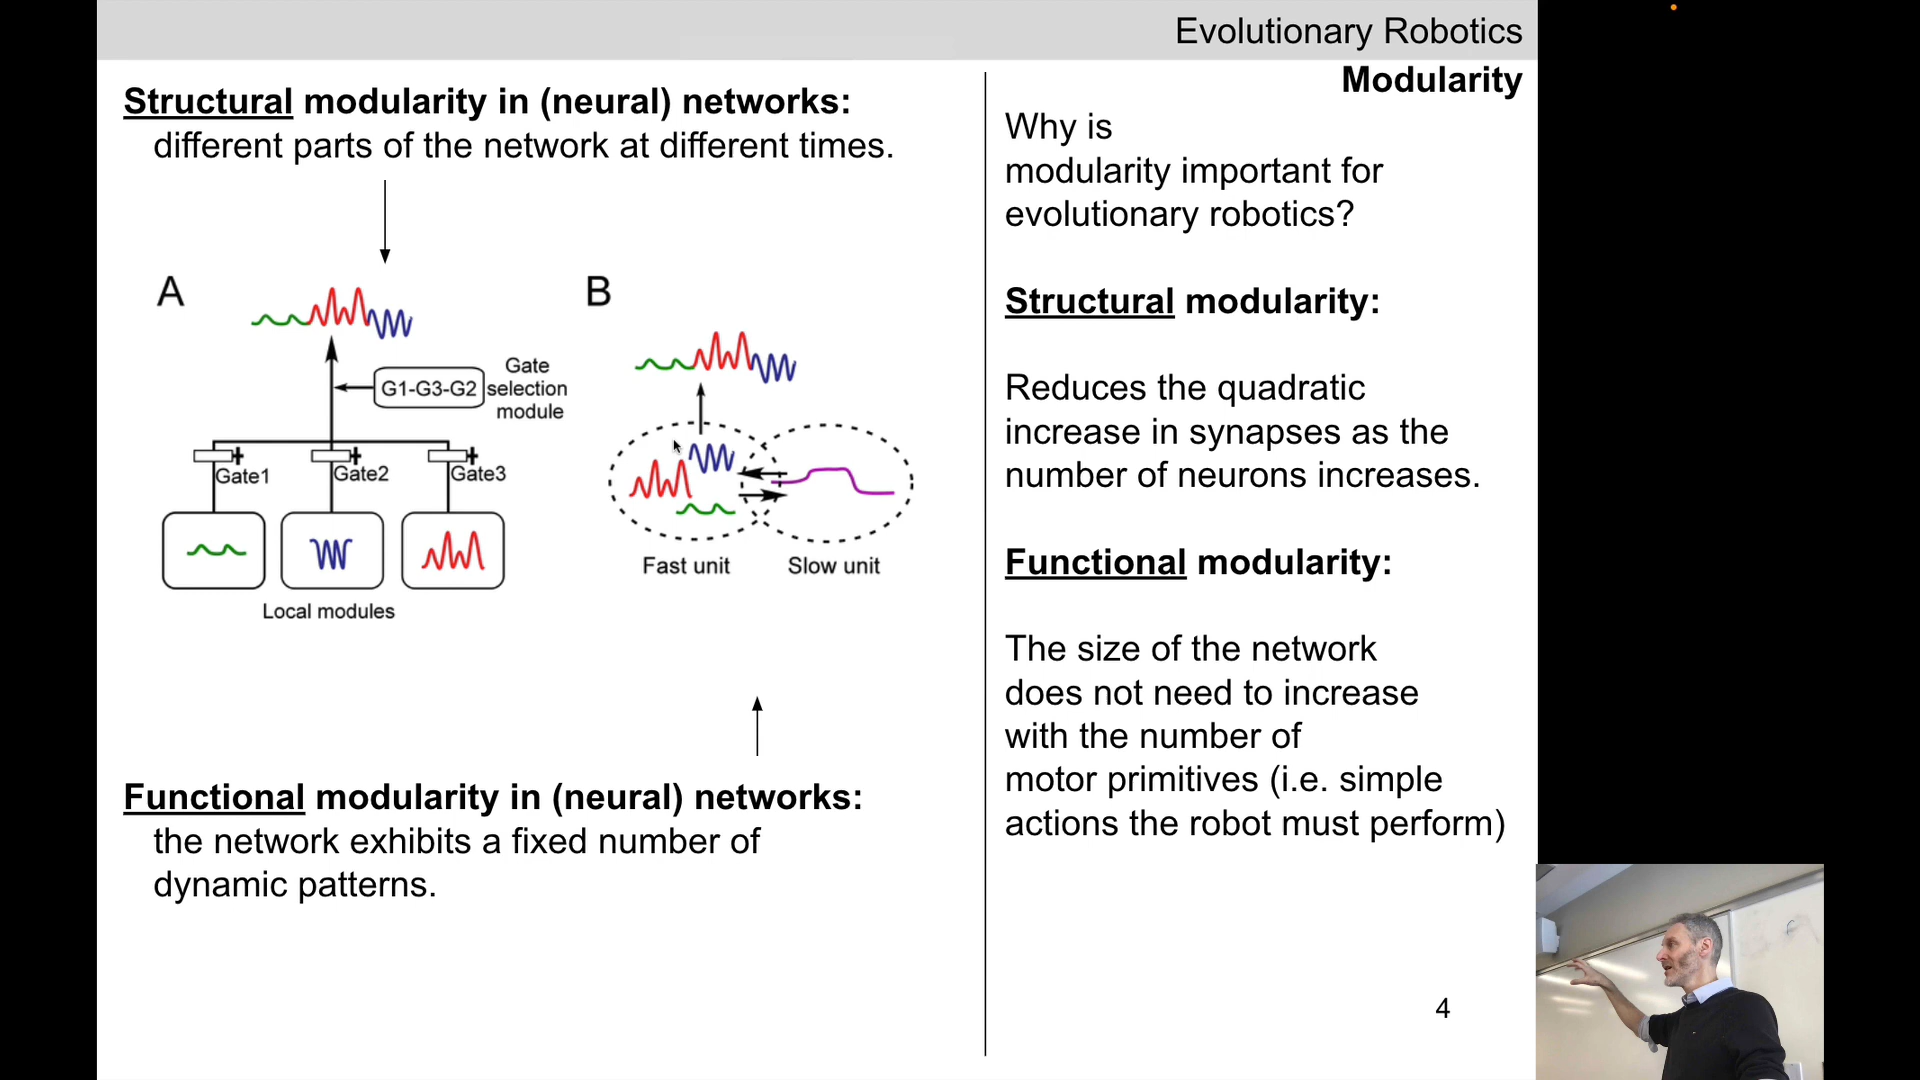 Evolutionary Robotics
Modularity
Structural modularity in (neural) networks:
different parts of the network at different times.
A
G1-G3-G2
Gate
selection
module
Gate1
Gate2
Gate3
Local modules
B
Fast unit
Slow unit
Functional modularity in (neural) networks:
the network exhibits a fixed number of
dynamic patterns.
Why is
modularity important for
evolutionary robotics?
Structural modularity:
Reduces the quadratic
increase in synapses as the
number of neurons increases.
Functional modularity:
The size of the network
does not need to increase
with the number of
motor primitives (i.e. simple
actions the robot must perform)
4